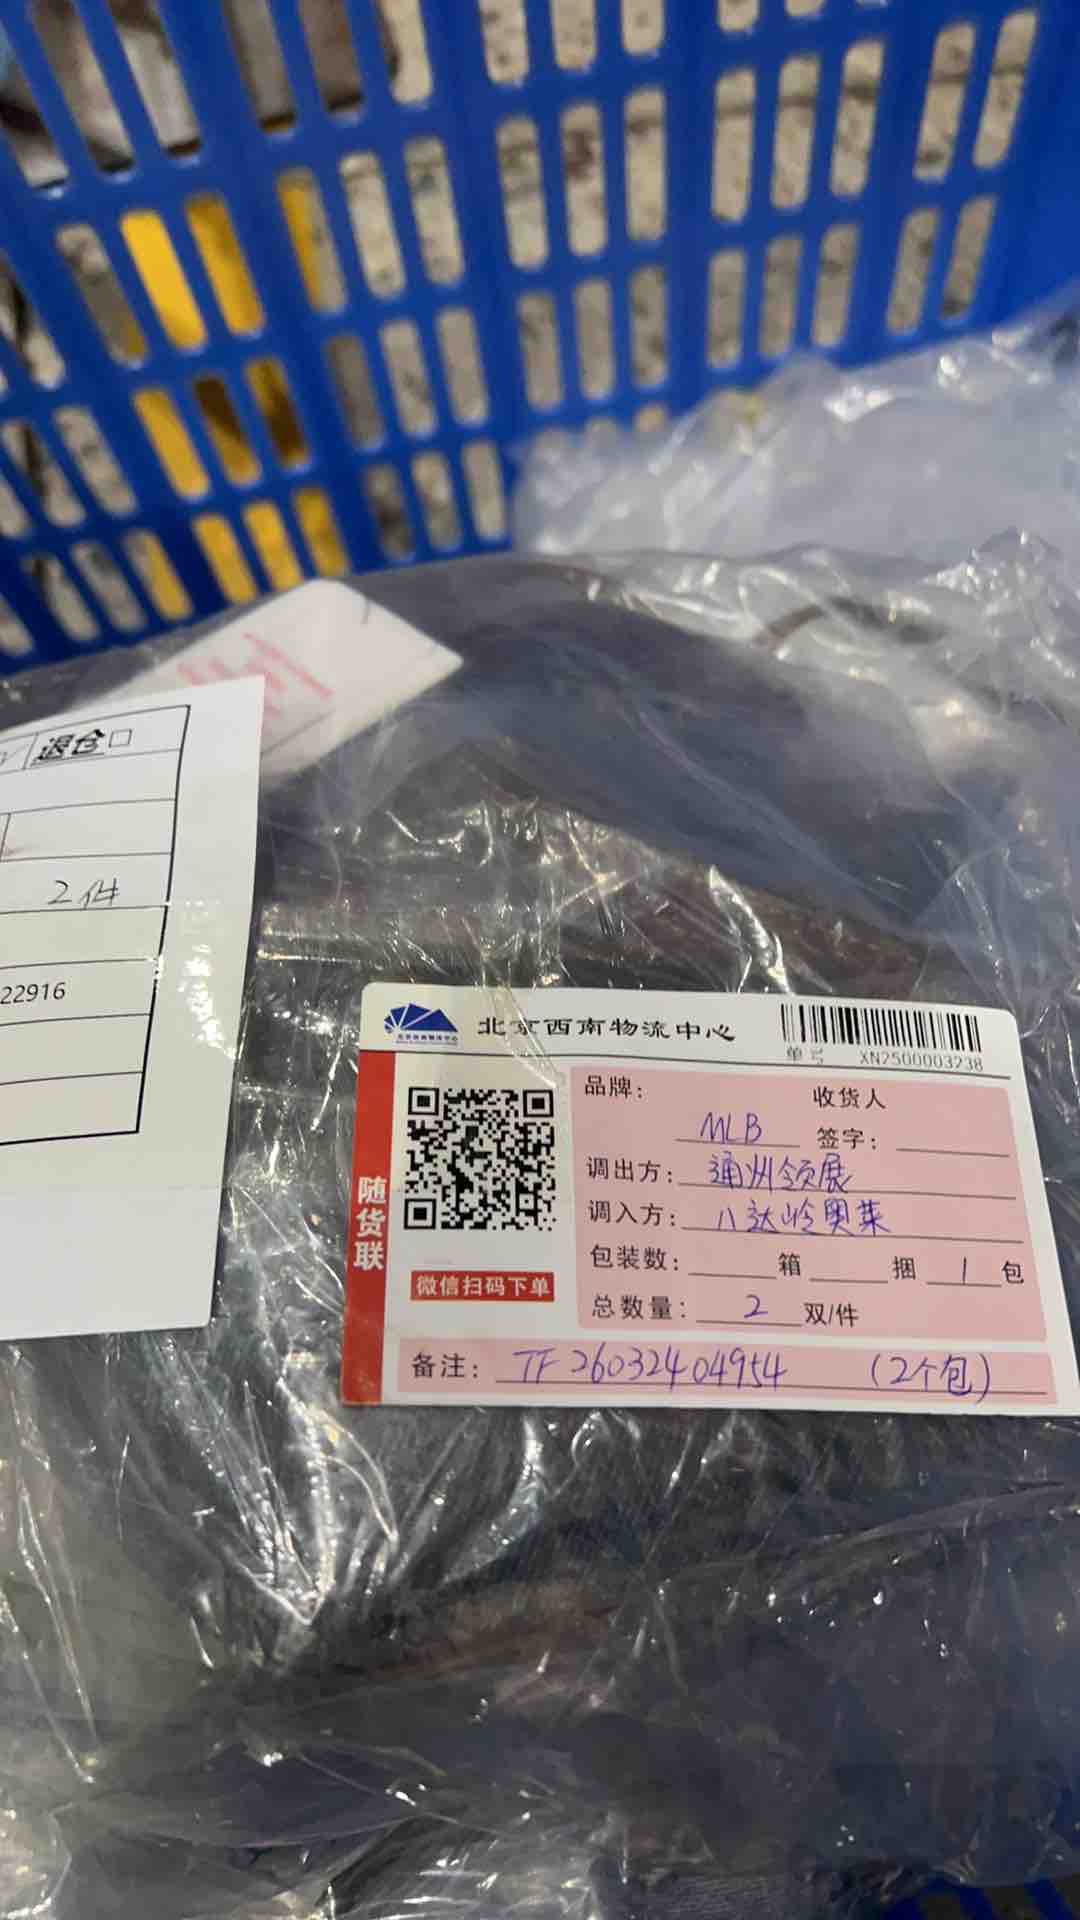 退仓□
2件
22916
北京西南物流中心
单号 XN2500003238
品牌: MLB
收货人
签字:
调出方: 通州领展
调入方: 八达岭奥莱
包装数: 箱 捆 1 包
总数量: 2 双/件
随货联
微信扫码下单
备注: TF26032404954 (2个包)